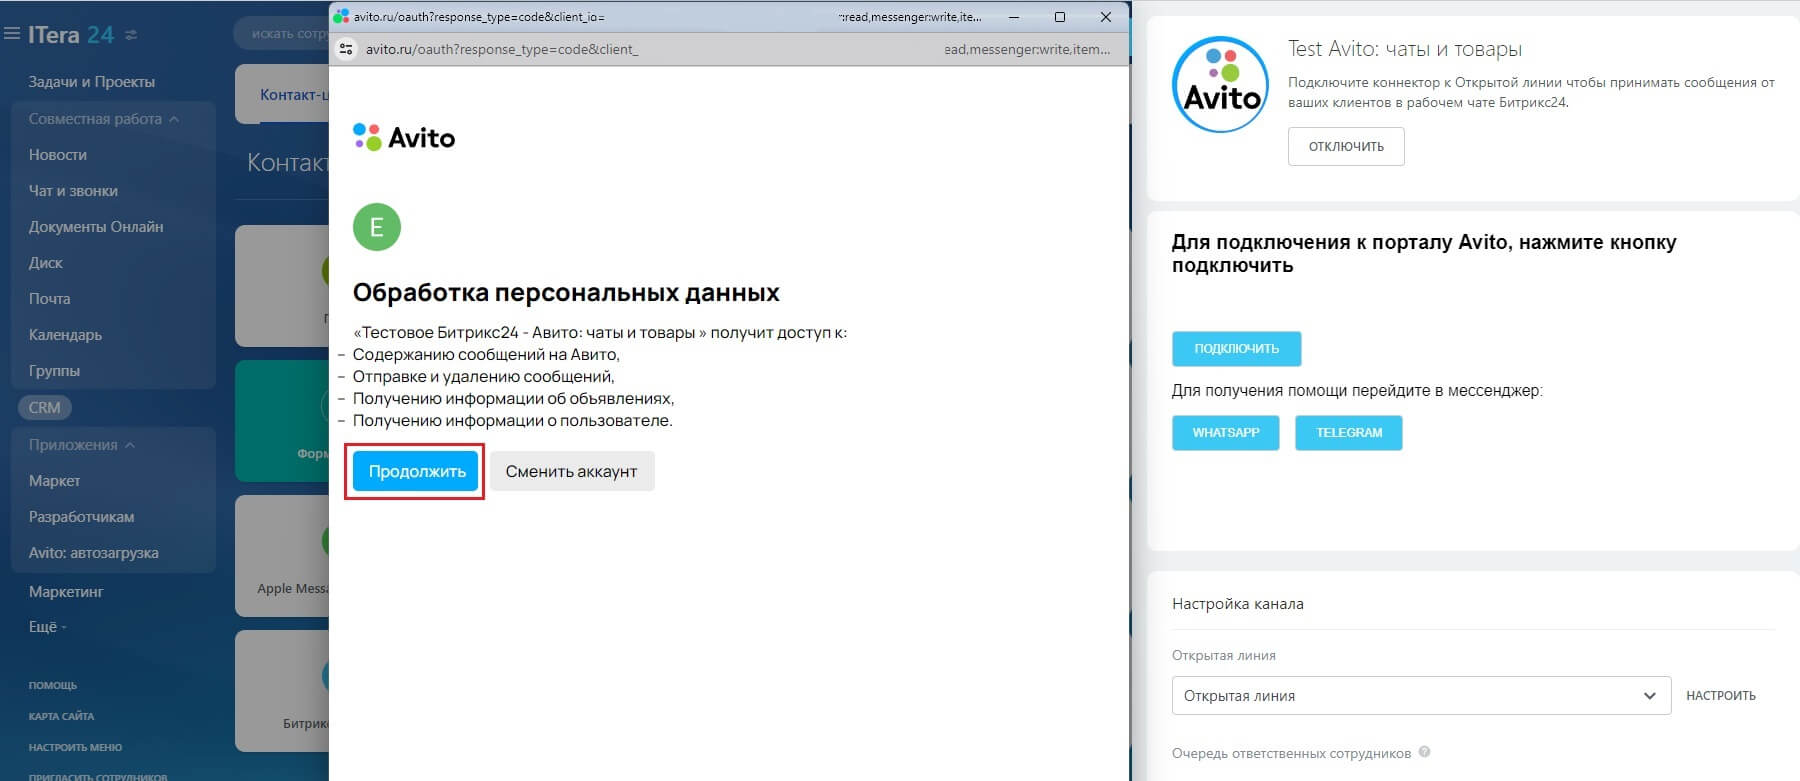 ITera 24
Задачи и Проекты
Совместная работа
Новости
Чат и звонки
Документы Онлайн
Диск
Почта
Календарь
Группы
CRM
Приложения
Маркет
Разработчикам
Avito: автозагрузка
Маркетинг
Ещё
ПОМОЩЬ
КАРТА САЙТА
НАСТРОИТЬ МЕНЮ
ПРИГЛАСИТЬ СОТРУДНИКОВ
искать сотру
Контакт-ц
Контакт
Форм
Apple Messa
Битрикс
avito.ru/oauth?response_type=code&client_id=
:read,messenger:write,ite...
avito.ru/oauth?response_type=code&client_
ead,messenger:write,item...
Avito
E
Обработка персональных данных
«Тестовое Битрикс24 - Авито: чаты и товары » получит доступ к:
– Содержанию сообщений на Авито,
– Отправке и удалению сообщений,
– Получению информации об объявлениях,
– Получению информации о пользователе.
Продолжить
Сменить аккаунт
Avito
Test Avito: чаты и товары
Подключите коннектор к Открытой линии чтобы принимать сообщения от
ваших клиентов в рабочем чате Битрикс24.
ОТКЛЮЧИТЬ
Для подключения к порталу Avito, нажмите кнопку
подключить
ПОДКЛЮЧИТЬ
Для получения помощи перейдите в мессенджер:
WHATSAPP
TELEGRAM
Настройка канала
Открытая линия
Открытая линия
НАСТРОИТЬ
Очередь ответственных сотрудников
?